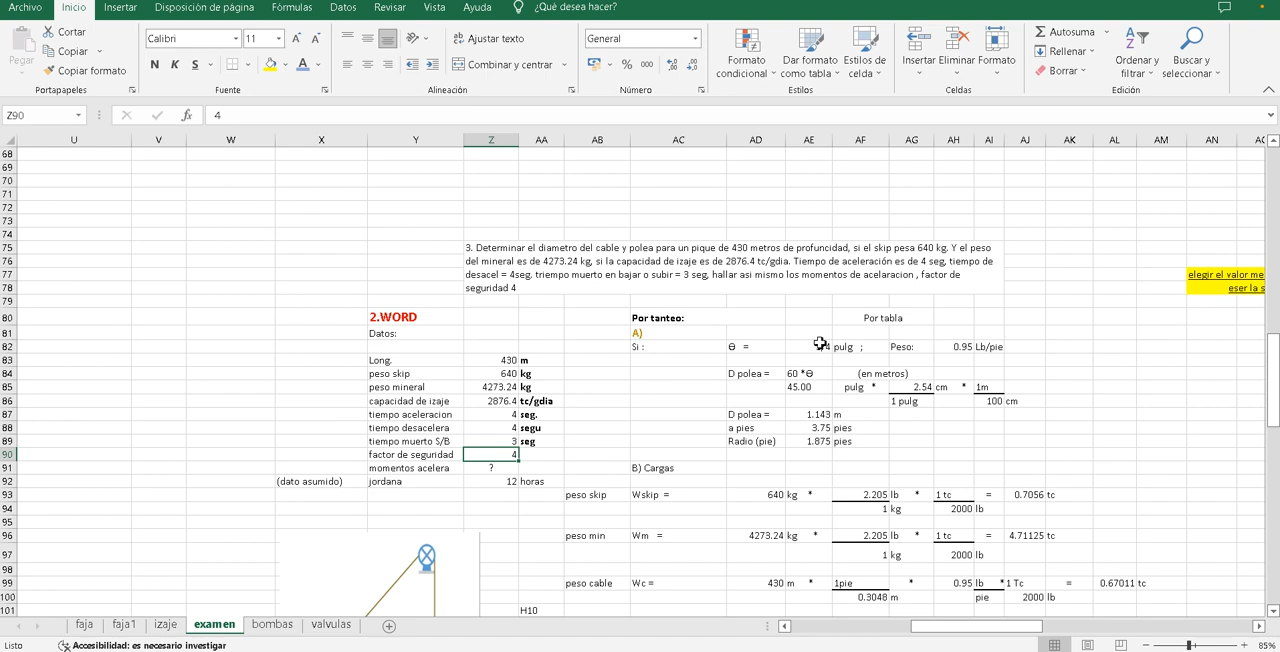 Archivo Inicio Insertar Disposición de página Fórmulas Datos Revisar Vista Ayuda ¿Qué desea hacer?
Pegar Cortar Copiar Copiar formato
Calibri 11 N K S
Ajustar texto
Combinar y centrar
General
% 000
Formato condicional Dar formato como tabla Estilos de celda
Insertar Eliminar Formato
Autosuma Rellenar Borrar
Ordenar y filtrar Buscar y seleccionar
Portapapeles Fuente Alineación Número Estilos Celdas Edición
Z90 fx 4
U V W X Y Z AA AB AC AD AE AF AG AH AI AJ AK AL AM AN
68
69
70
71
72
73
74
75 3. Determinar el diametro del cable y polea para un pique de 430 metros de profuncidad, si el skip pesa 640 kg. Y el peso
76 del mineral es de 4273.24 kg, si la capacidad de izaje es de 2876.4 tc/gdia. Tiempo de aceleración es de 4 seg, tiempo de
77 desacel = 4seg. triempo muerto en bajar o subir = 3 seg, hallar asi mismo los momentos de acelaracion , factor de elegir el valor me
78 seguridad 4 eser la s
79
80 2.WORD Por tanteo: Por tabla
81 Datos: A)
82 Si : Ɵ = pulg ; Peso: 0.95 Lb/pie
83 Long. 430 m
84 peso skip 640 kg D polea = 60 *Ɵ (en metros)
85 peso mineral 4273.24 kg 45.00 pulg * 2.54 cm * 1m
86 capacidad de izaje 2876.4 tc/gdia 1 pulg 100 cm
87 tiempo aceleracion 4 seg. D polea = 1.143 m
88 tiempo desacelera 4 segu a pies 3.75 pies
89 tiempo muerto S/B 3 seg Radio (pie) 1.875 pies
90 factor de seguridad 4
91 momentos acelera ? B) Cargas
92 (dato asumido) jordana 12 horas
93 peso skip Wskip = 640 kg * 2.205 lb * 1 tc = 0.7056 tc
94 1 kg 2000 lb
95
96 peso min Wm = 4273.24 kg * 2.205 lb * 1 tc = 4.71125 tc
97 1 kg 2000 lb
98
99 peso cable Wc = 430 m * 1pie * 0.95 lb * 1 Tc = 0.67011 tc
100 0.3048 m pie 2000 lb
101 H10
faja faja1 izaje examen bombas valvulas
Listo Accesibilidad: es necesario investigar 85%